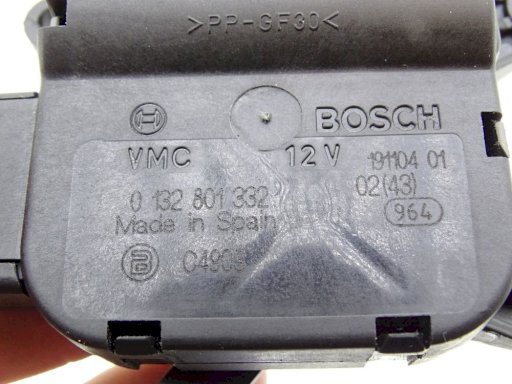 >PP-GF30<
BOSCH
VMC 12 V 191104 01
0 132 801 332 02(43)
Made in Spain 964